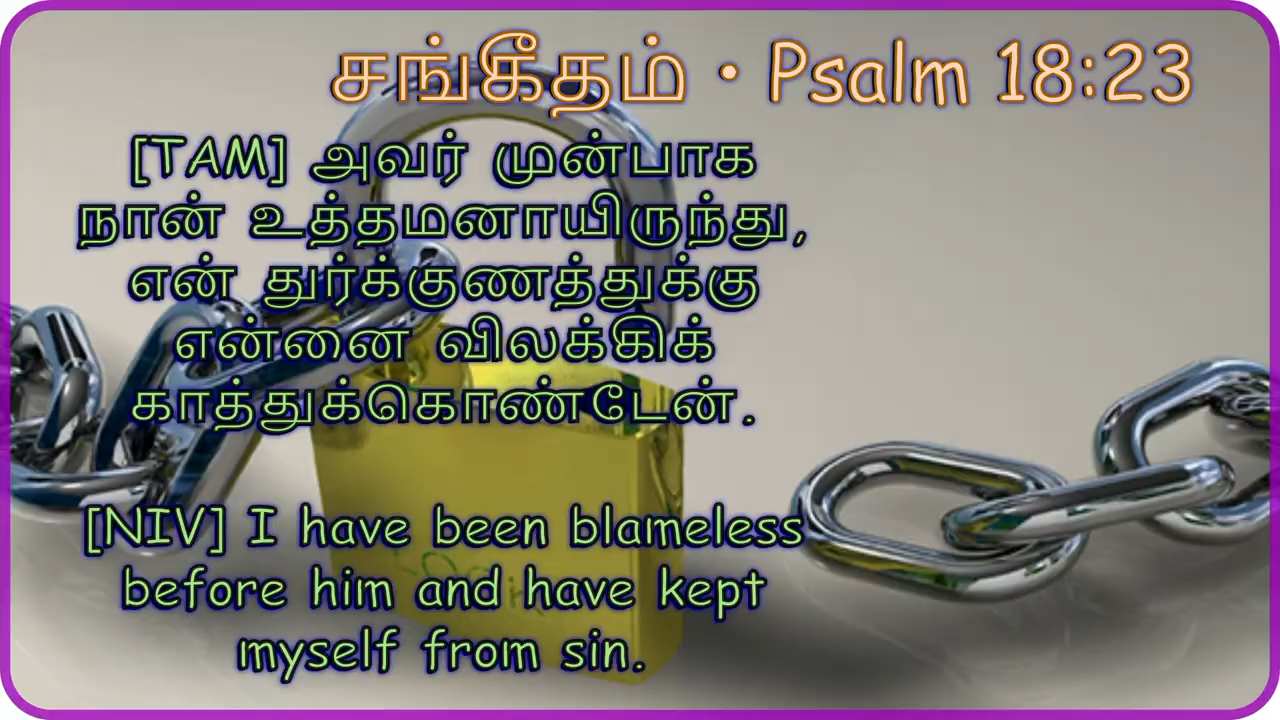 சங்கீதம் • Psalm 18:23
[TAM] அவர் முன்பாக
நான் உத்தமனாயிருந்து,
என் துர்க்குணத்துக்கு
என்னை விலக்கிக்
காத்துக்கொண்டேன்.
[NIV] I have been blameless
before him and have kept
myself from sin.